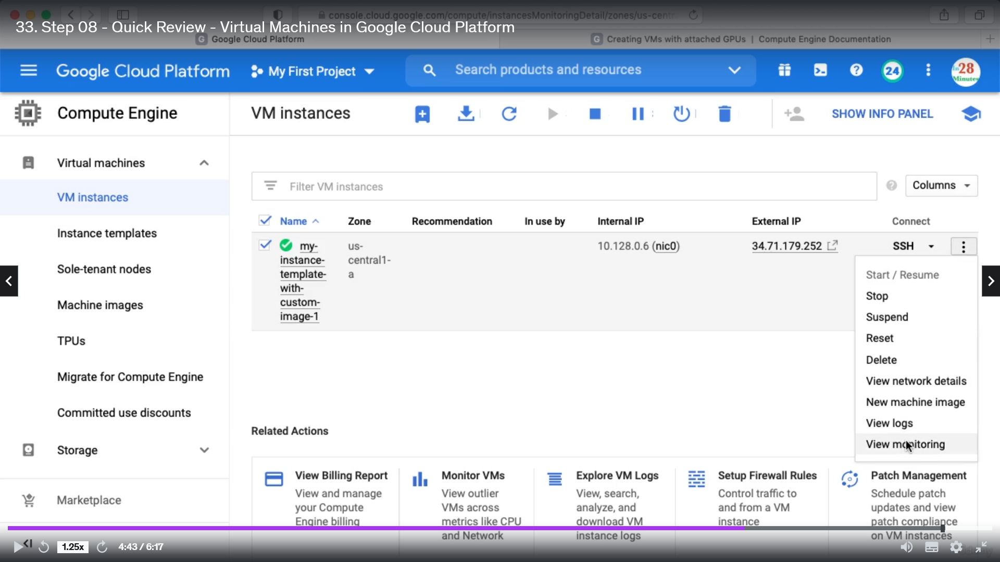 console.cloud.google.com/compute/instancesMonitoringDetail/zones/us-centr
33. Step 08 - Quick Review - Virtual Machines in Google Cloud Platform
G Google Cloud Platform
G Creating VMs with attached GPUs | Compute Engine Documentation
Google Cloud Platform
My First Project
Search products and resources
24
in28
Minutes
Compute Engine
VM instances
SHOW INFO PANEL
Virtual machines
VM instances
Instance templates
Sole-tenant nodes
Machine images
TPUs
Migrate for Compute Engine
Committed use discounts
Storage
Marketplace
Filter VM instances
Columns
Name Zone Recommendation In use by Internal IP External IP Connect
my-
instance-
template-
with-
custom-
image-1
us-
central1-
a
10.128.0.6 (nic0)
34.71.179.252
SSH
Start / Resume
Stop
Suspend
Reset
Delete
View network details
New machine image
View logs
View monitoring
Related Actions
View Billing Report
View and manage
your Compute
Engine billing
Monitor VMs
View outlier
VMs across
metrics like CPU
and Network
Explore VM Logs
View, search,
analyze, and
download VM
instance logs
Setup Firewall Rules
Control traffic to
and from a VM
instance
Patch Management
Schedule patch
updates and view
patch compliance
on VM instances
1.25x
4:43 / 6:17